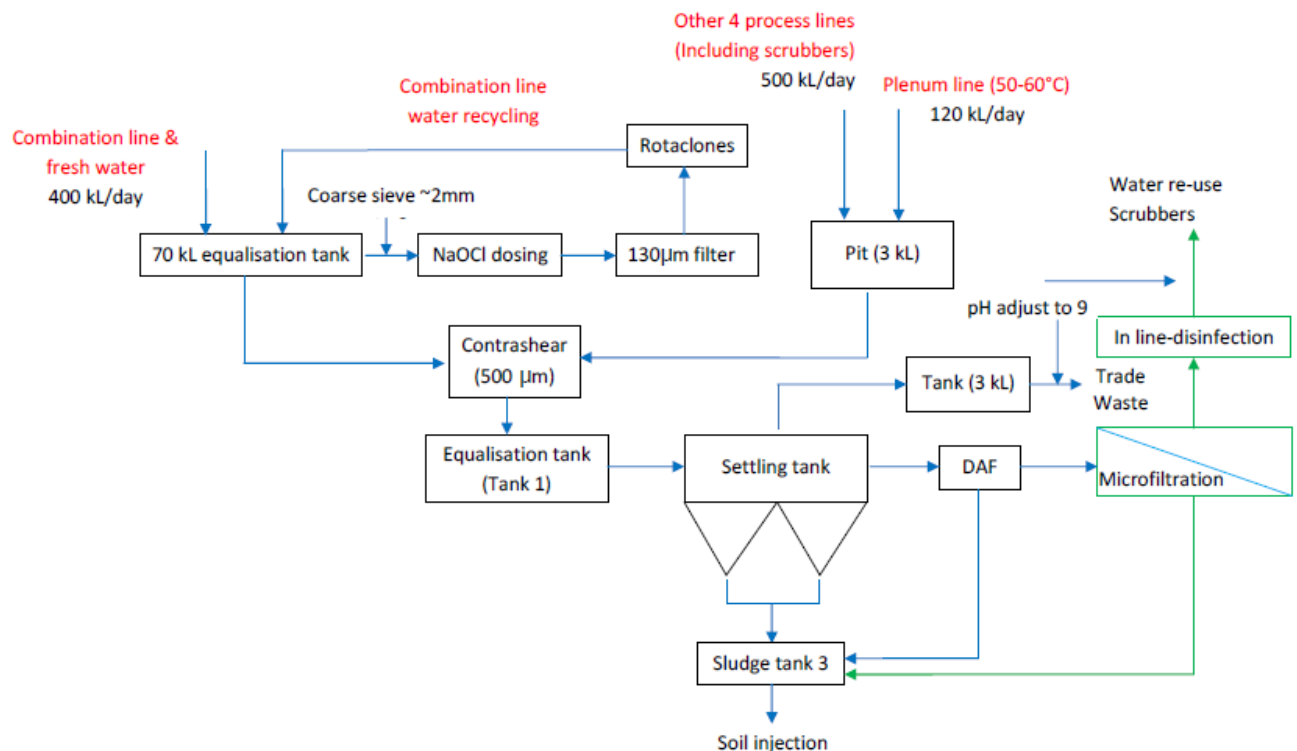 Other 4 process lines
(Including scrubbers)
500 kL/day
Plenum line (50-60°C)
120 kL/day
Combination line
water recycling
Combination line &
fresh water
400 kL/day
Rotaclones
Coarse sieve ~2mm
Water re-use
Scrubbers
70 kL equalisation tank
NaOCl dosing
130µm filter
Pit (3 kL)
pH adjust to 9
In line-disinfection
Contrashear
(500 µm)
Tank (3 kL)
Trade
Waste
Equalisation tank
(Tank 1)
Settling tank
DAF
Microfiltration
Sludge tank 3
Soil injection